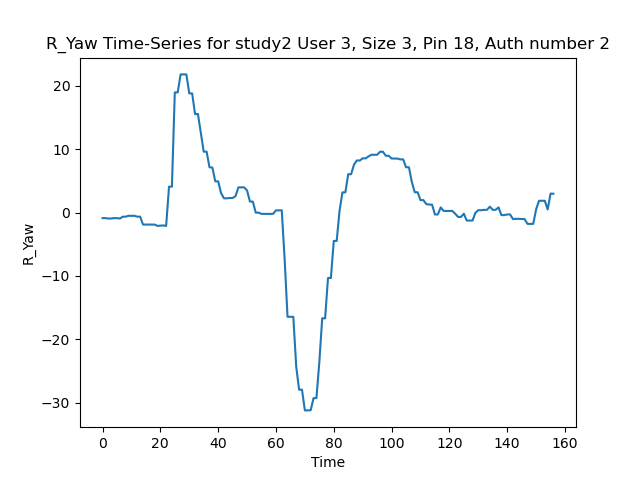 R_Yaw Time-Series for study2 User 3, Size 3, Pin 18, Auth number 2
20
10
0
−10
−20
−30
R_Yaw
0 20 40 60 80 100 120 140 160
Time